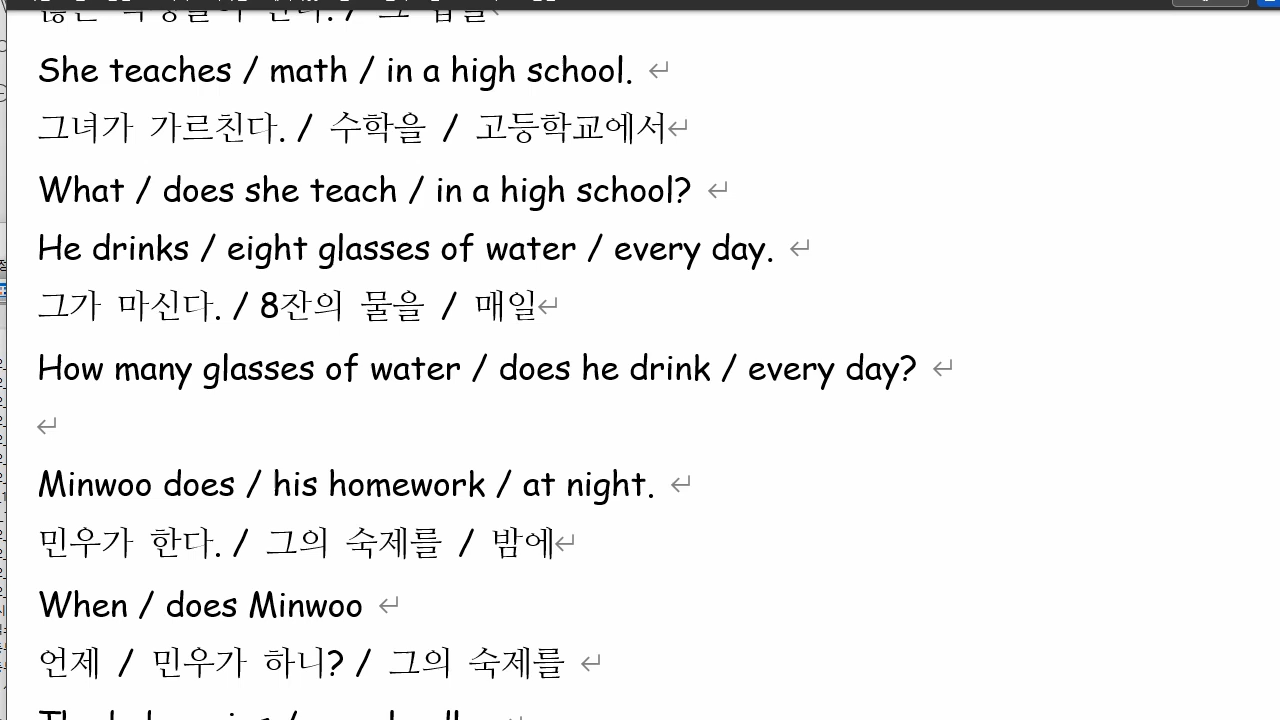 She teaches / math / in a high school. ↵
그녀가 가르친다. / 수학을 / 고등학교에서↵
What / does she teach / in a high school? ↵
He drinks / eight glasses of water / every day. ↵
그가 마신다. / 8잔의 물을 / 매일↵
How many glasses of water / does he drink / every day? ↵
↵
Minwoo does / his homework / at night. ↵
민우가 한다. / 그의 숙제를 / 밤에↵
When / does Minwoo ↵
언제 / 민우가 하니? / 그의 숙제를 ↵